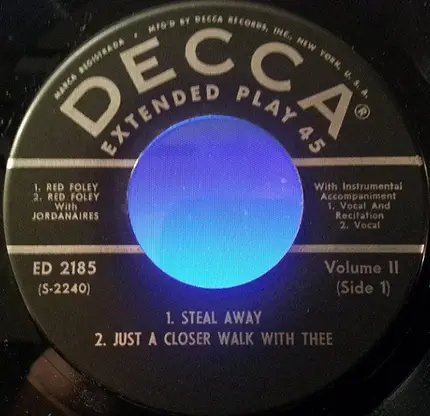 MARCA REGISTRADA • MFG'D BY DECCA RECORDS, INC., NEW YORK, U. S. A.
DECCA®
EXTENDED PLAY 45
1. RED FOLEY
2. RED FOLEY
With
JORDANAIRES
With Instrumental
Accompaniment
1. Vocal And
Recitation
2. Vocal
ED 2185
(S-2240)
Volume II
(Side 1)
1. STEAL AWAY
2. JUST A CLOSER WALK WITH THEE